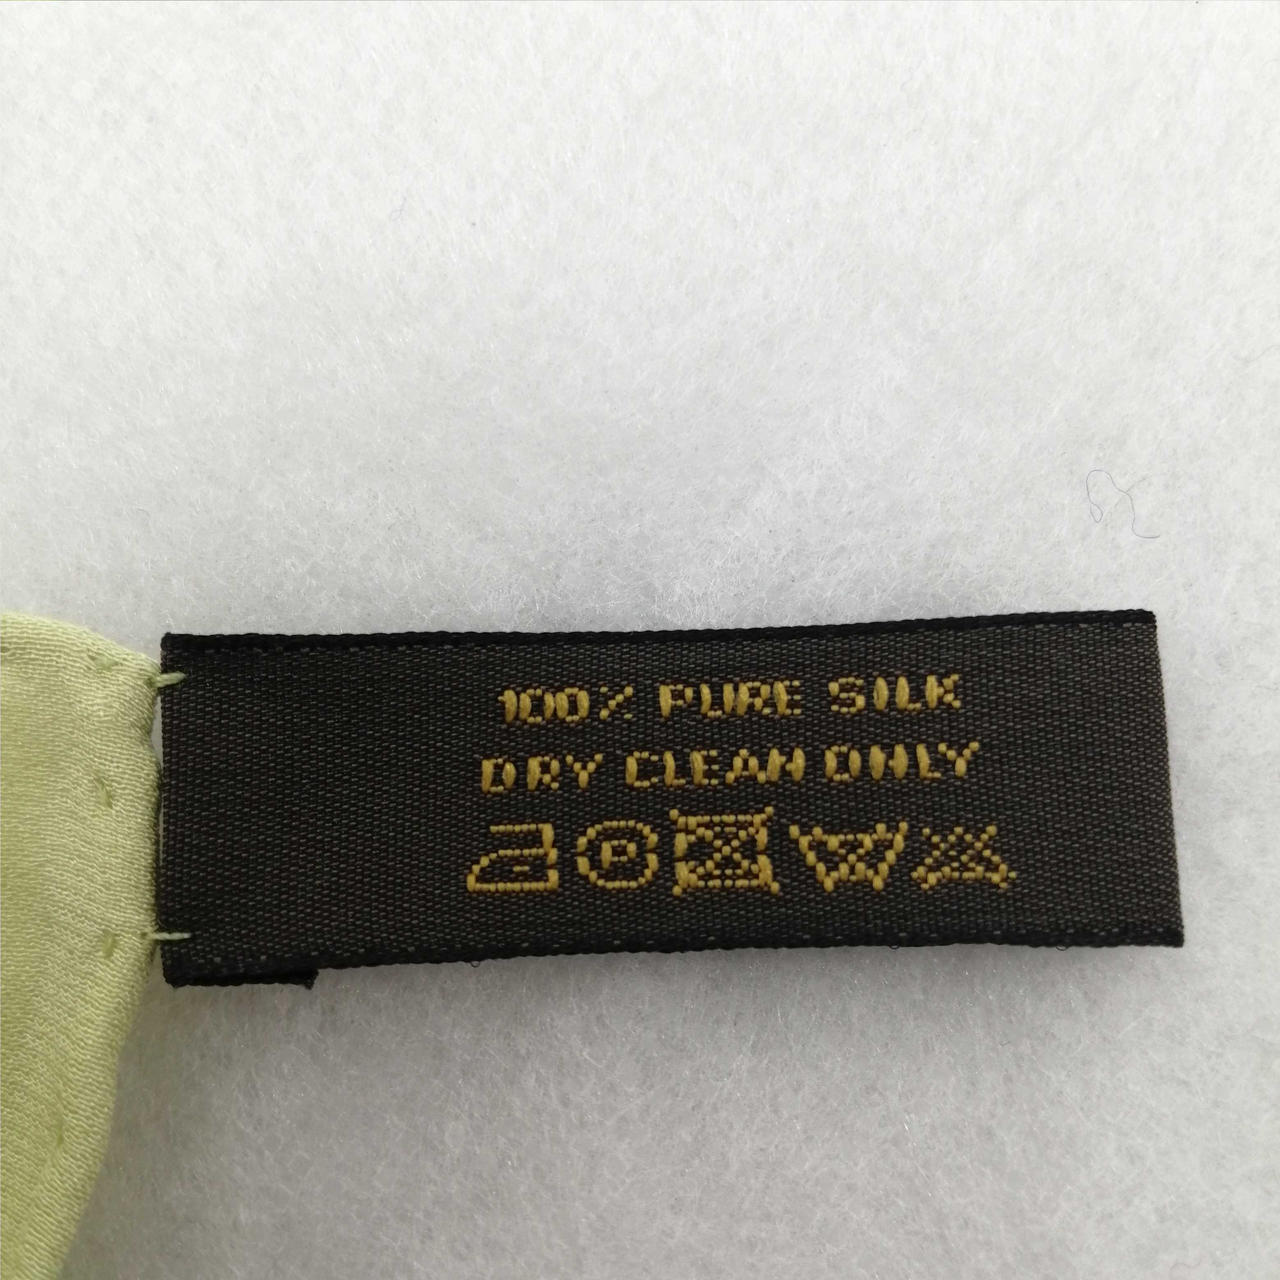 100% PURE SILK
DRY CLEAN ONLY
P